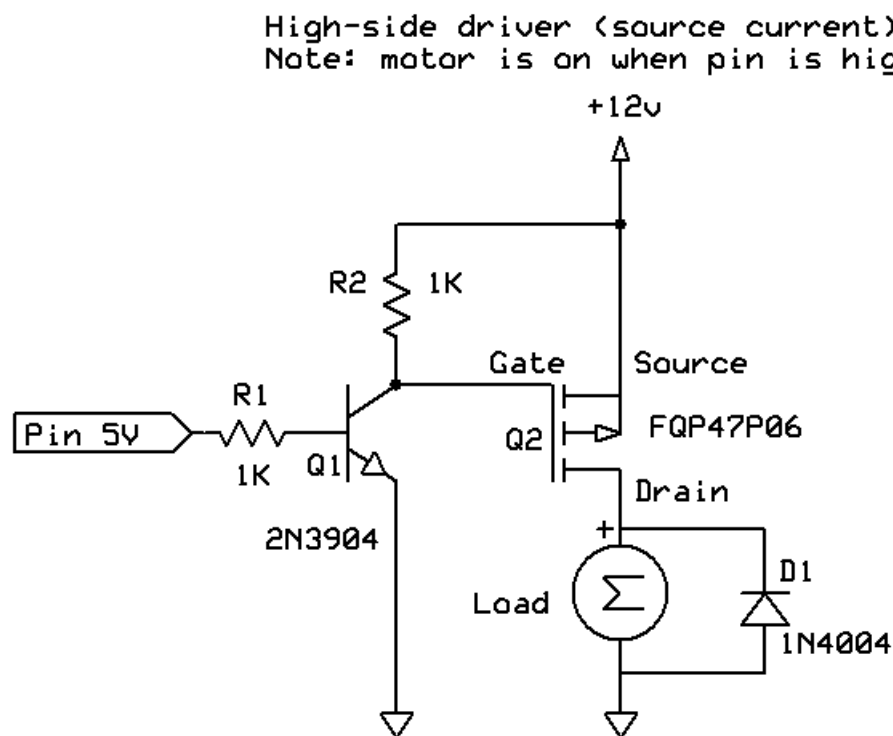 High-side driver (source current)
Note: motor is on when pin is hig
+12v
R2 1K
Gate Source
R1
Pin 5V
Q2 FQP47P06
1K Q1
Drain
2N3904
+
D1
Load
1N4004